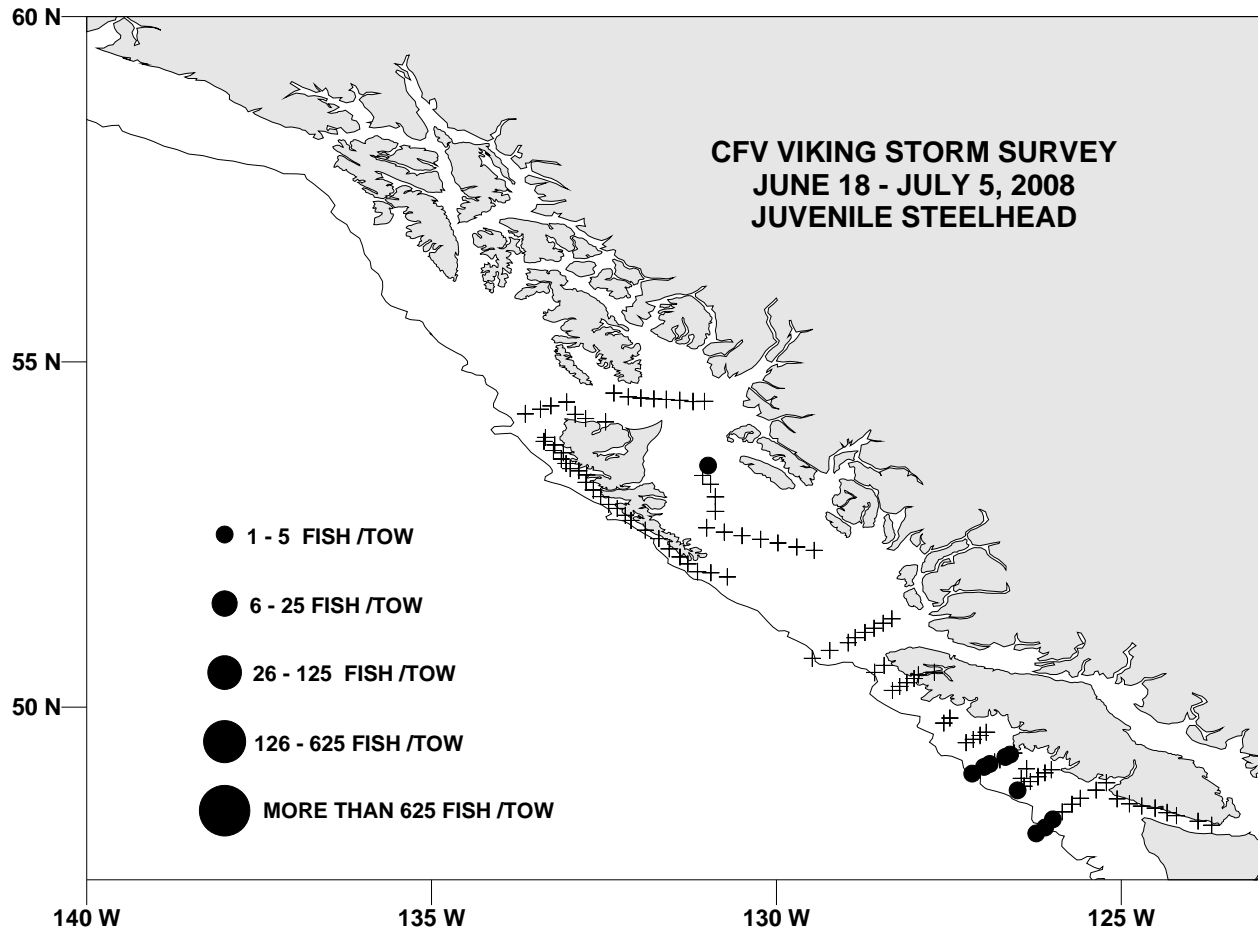 60 N
CFV VIKING STORM SURVEY
JUNE 18 - JULY 5, 2008
JUVENILE STEELHEAD
55 N
1 - 5 FISH /TOW
6 - 25 FISH /TOW
26 - 125 FISH /TOW
50 N
126 - 625 FISH /TOW
MORE THAN 625 FISH /TOW
140 W 135 W 130 W 125 W